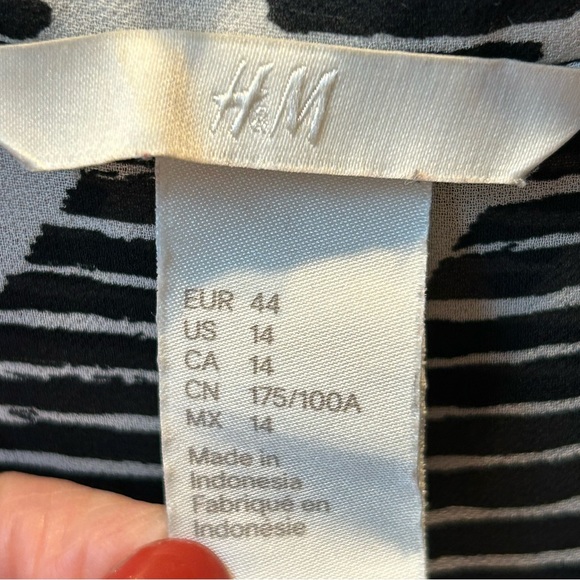 H&M
EUR 44
US 14
CA 14
CN 175/100A
MX 14
Made in
Indonesia
Fabriqué en
Indonésie